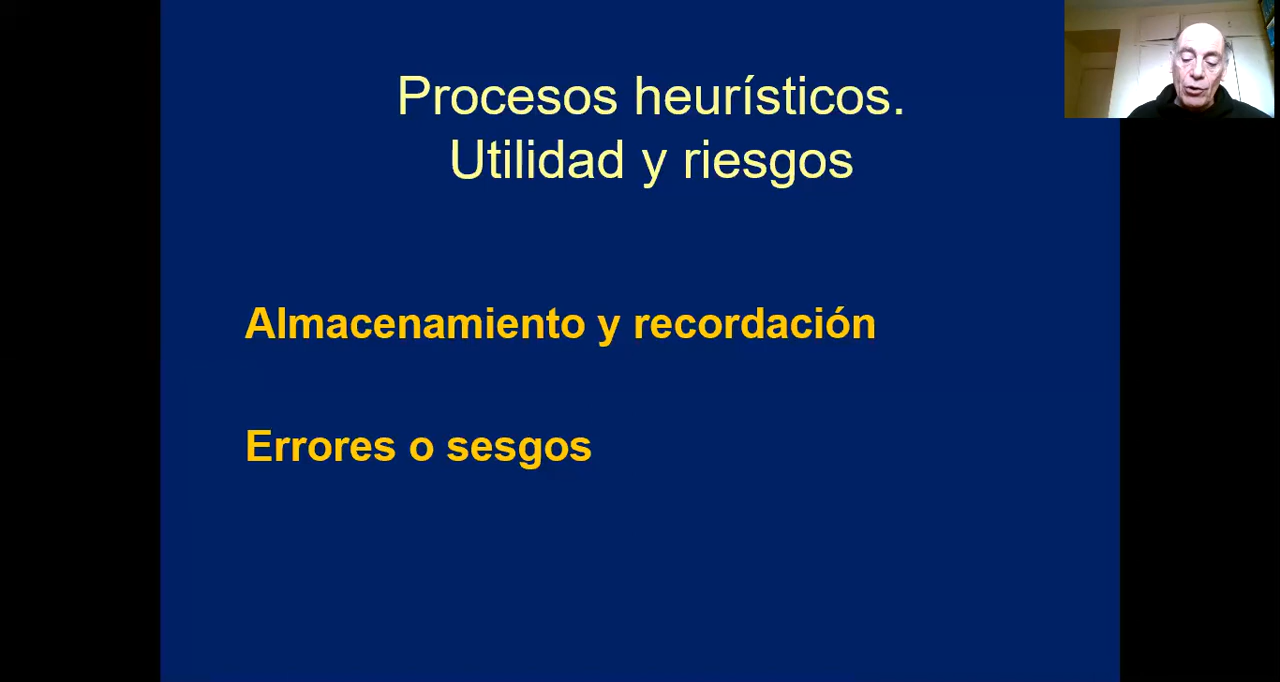 Procesos heurísticos.
Utilidad y riesgos
Almacenamiento y recordación
Errores o sesgos